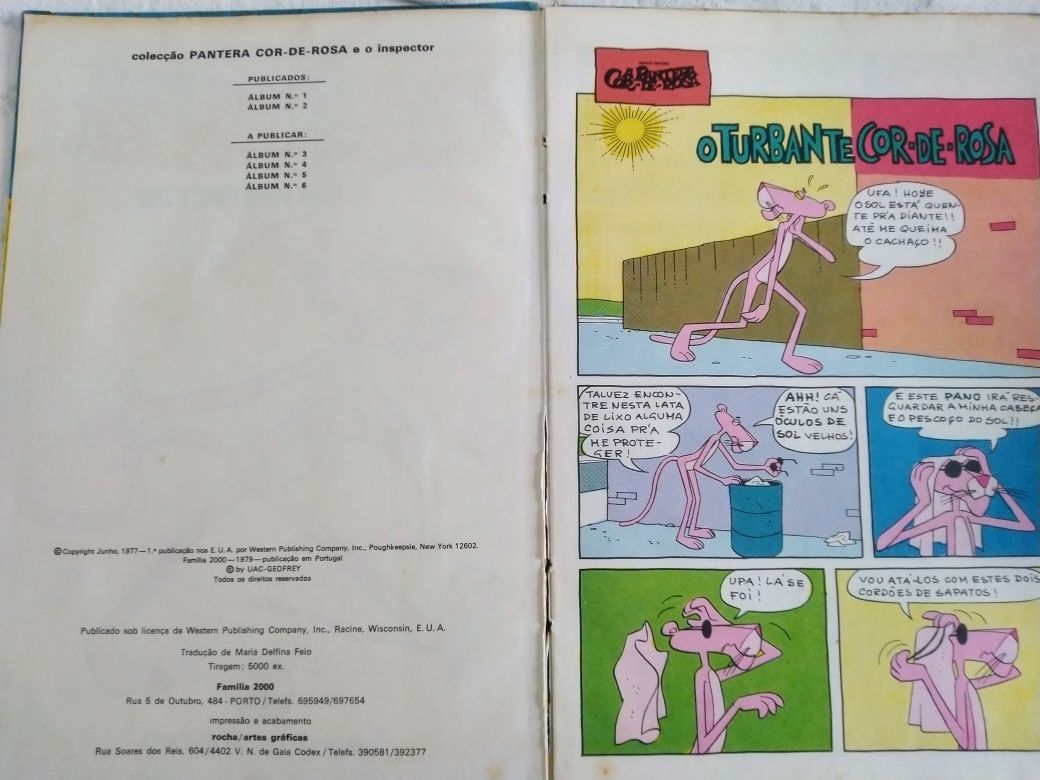 colecção PANTERA COR-DE-ROSA e o inspector
PUBLICADOS:
ÁLBUM N.º 1
ÁLBUM N.º 2
A PUBLICAR:
ÁLBUM N.º 3
ÁLBUM N.º 4
ÁLBUM N.º 5
ÁLBUM N.º 6
© Copyright Junho, 1977—1.ª publicação nos E. U. A. por Western Publishing Company, Inc., Poughkeepsie, New York 12602.
Família 2000—1979—publicação em Portugal
© by UAC-GEOFREY
Todos os direitos reservados
Publicado sob licença de Western Publishing Company, Inc., Racine, Wisconsin, E. U. A.
Tradução de Maria Delfina Feio
Tiragem: 5000 ex.
Família 2000
Rua 5 de Outubro, 484 - PORTO / Telefs. 695949/697654
impressão e acabamento
rocha/artes gráficas
Rua Soares dos Reis, 604/4402 V. N. de Gaia Codex / Telefs. 390581/392377
COR-DE-ROSA
O TURBANTE COR-DE-ROSA
UFA! HOJE
O SOL ESTÁ QUEN-
TE PR'A DIANTE!!
ATÉ ME QUEIMA
O CACHAÇO!!
TALVEZ ENCON-
TRE NESTA LATA
DE LIXO ALGUMA
COISA PR'A
ME PROTE-
GER!
AHH! CÁ
ESTÃO UNS
ÓCULOS DE
SOL VELHOS!
E ESTE PANO IRÁ RES-
GUARDAR A MINHA CABEÇA
E O PESCOÇO DO SOL!!
UPA! LÁ SE
FOI!
VOU ATÁ-LOS COM ESTES DOIS
CORDÕES DE SAPATOS!